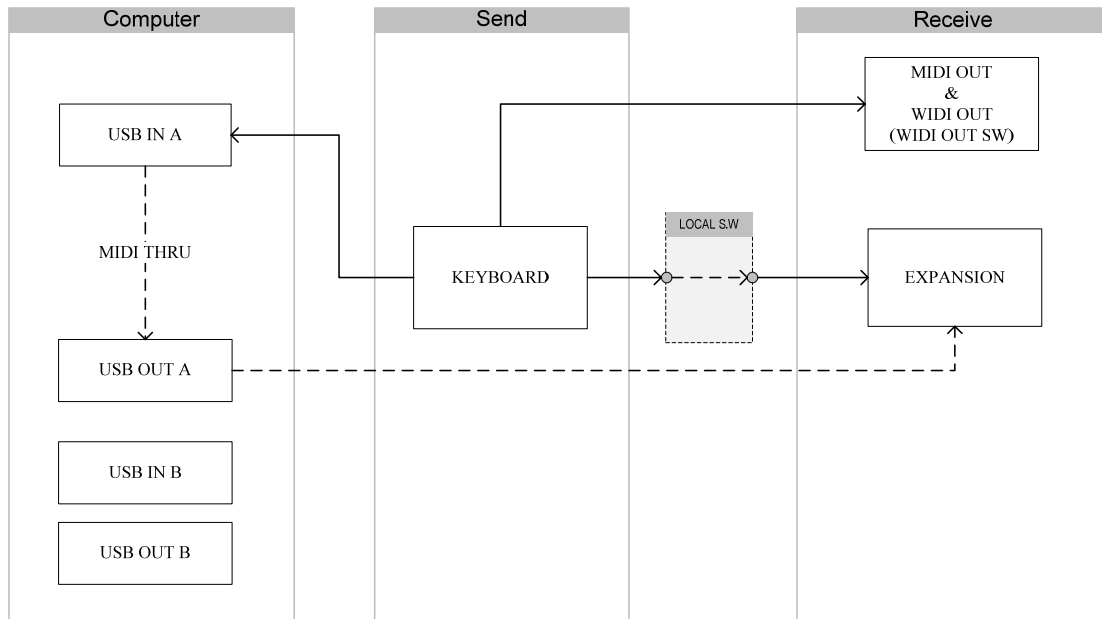 Computer
Send
Receive
MIDI OUT
&
WIDI OUT
(WIDI OUT SW)
USB IN A
LOCAL S.W
MIDI THRU
KEYBOARD
EXPANSION
USB OUT A
USB IN B
USB OUT B